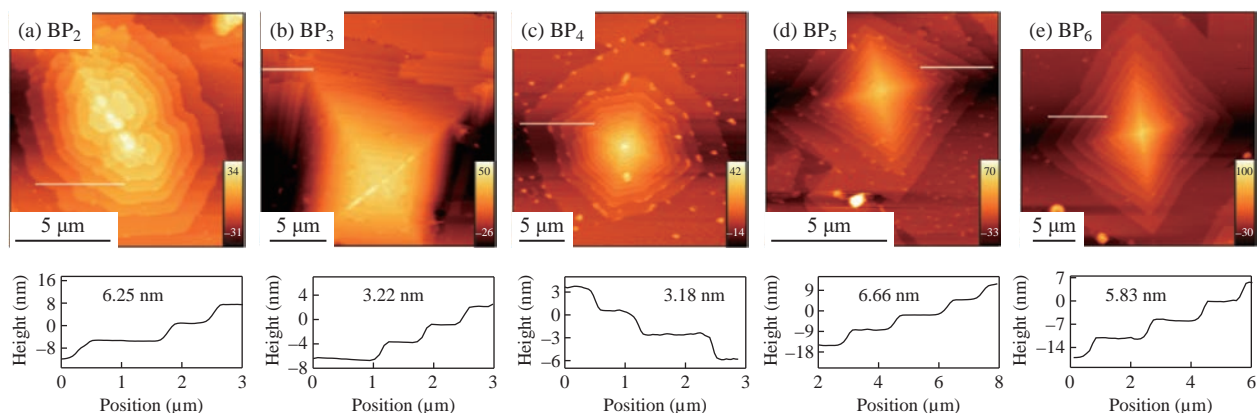 (a) BP2
34
−31
5 µm
(b) BP3
50
−26
5 µm
(c) BP4
42
−14
5 µm
(d) BP5
70
−33
5 µm
(e) BP6
100
−30
5 µm
Height (nm)
16
8
0
−8
6.25 nm
0 1 2 3
Position (µm)
Height (nm)
4
0
−4
−8
3.22 nm
0 1 2 3
Position (µm)
Height (nm)
3
0
−3
−6
3.18 nm
0 1 2 3
Position (µm)
Height (nm)
9
0
−9
−18
6.66 nm
2 4 6 8
Position (µm)
Height (nm)
7
0
−7
−14
5.83 nm
0 2 4 6
Position (µm)